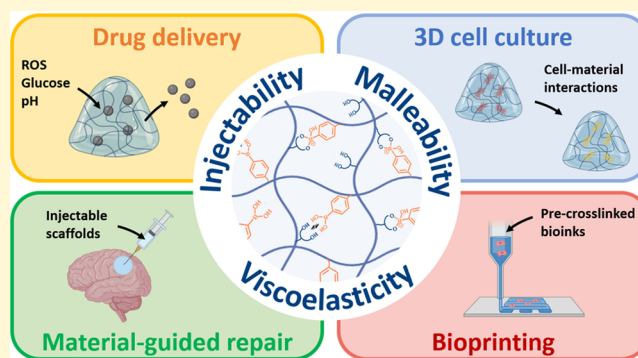 Drug delivery
ROS
Glucose
pH
3D cell culture
Cell-material
interactions
Injectability
Malleability
Viscoelasticity
Injectable
scaffolds
Material-guided repair
Pre-crosslinked
bioinks
Bioprinting